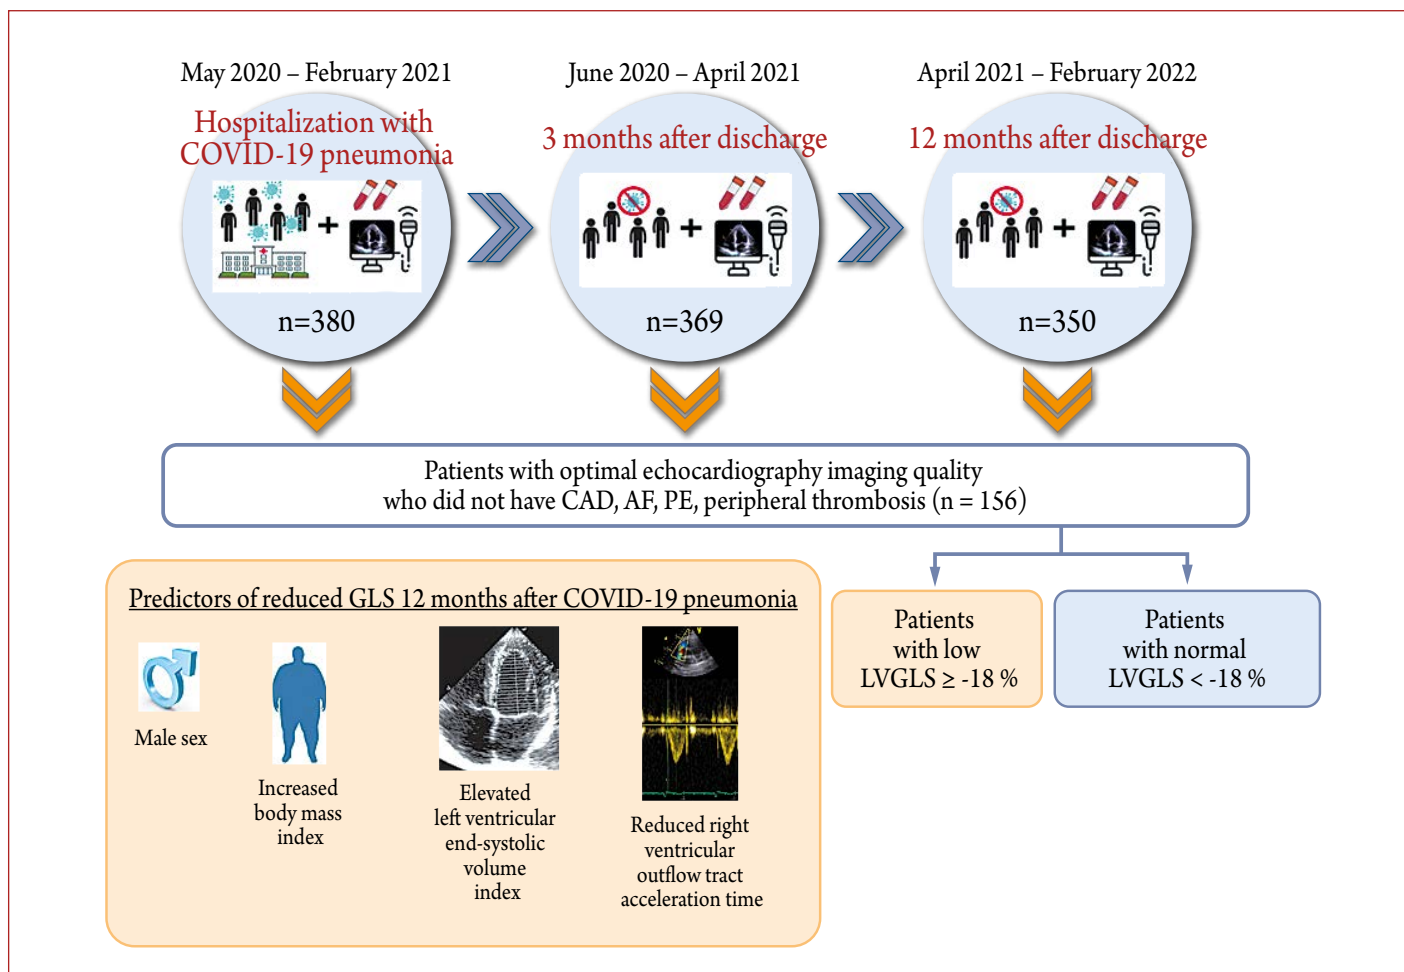 May 2020 – February 2021
Hospitalization with
COVID-19 pneumonia
n=380
June 2020 – April 2021
3 months after discharge
n=369
April 2021 – February 2022
12 months after discharge
n=350
Patients with optimal echocardiography imaging quality
who did not have CAD, AF, PE, peripheral thrombosis (n = 156)
Predictors of reduced GLS 12 months after COVID-19 pneumonia
Male sex
Increased
body mass
index
Elevated
left ventricular
end-systolic
volume
index
Reduced right
ventricular
outflow tract
acceleration time
Patients
with low
LVGLS ≥ -18 %
Patients
with normal
LVGLS < -18 %